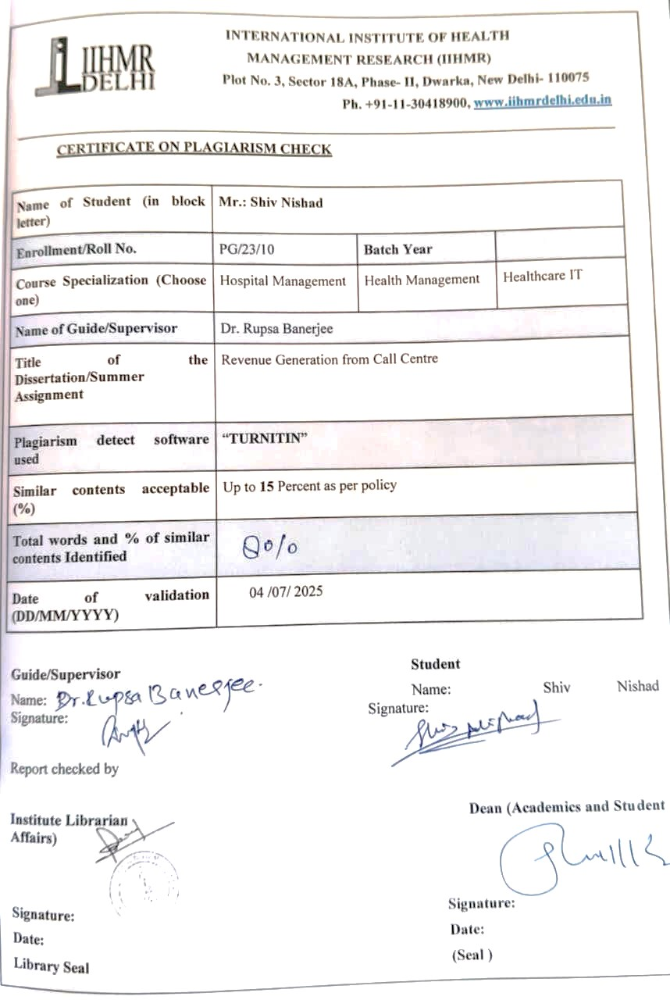 IIHMR
DELHI
INTERNATIONAL INSTITUTE OF HEALTH
MANAGEMENT RESEARCH (IIHMR)
Plot No. 3, Sector 18A, Phase- II, Dwarka, New Delhi- 110075
Ph. +91-11-30418900, www.iihmrdelhi.edu.in
CERTIFICATE ON PLAGIARISM CHECK
Name of Student (in block letter) Mr.: Shiv Nishad
Enrollment/Roll No. PG/23/10 Batch Year
Course Specialization (Choose one) Hospital Management Health Management Healthcare IT
Name of Guide/Supervisor Dr. Rupsa Banerjee
Title of the Dissertation/Summer Assignment Revenue Generation from Call Centre
Plagiarism detect software used “TURNITIN”
Similar contents acceptable (%) Up to 15 Percent as per policy
Total words and % of similar contents Identified
Date of validation (DD/MM/YYYY) 04 /07/ 2025
Guide/Supervisor
Name: Dr. Rupsa Banerjee.
Signature:
Student
Name: Shiv Nishad
Signature: Shiv Nishad
Report checked by
Institute Librarian Dean (Academics and Student
Affairs)
Signature: Signature:
Date: Date:
Library Seal (Seal )